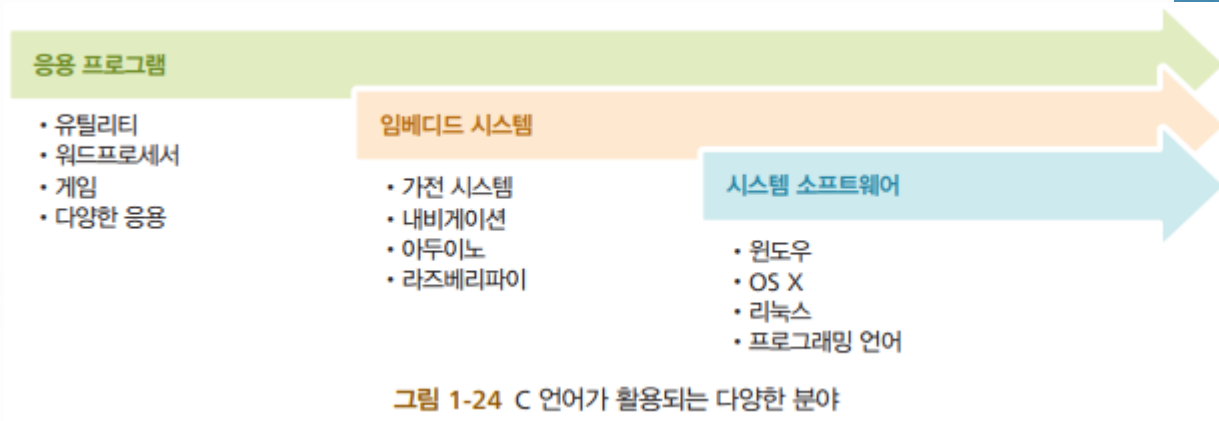 응용 프로그램
• 유틸리티
• 워드프로세서
• 게임
• 다양한 응용
임베디드 시스템
• 가전 시스템
• 내비게이션
• 아두이노
• 라즈베리파이
시스템 소프트웨어
• 윈도우
• OS X
• 리눅스
• 프로그래밍 언어
그림 1-24 C 언어가 활용되는 다양한 분야